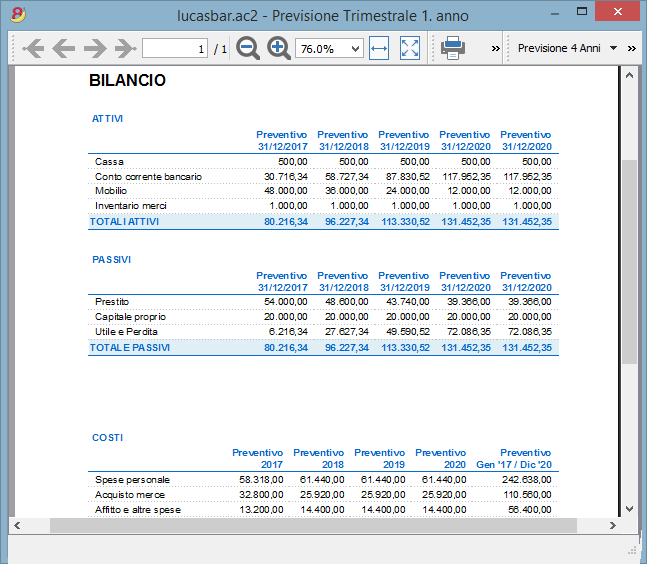 lucasbar.ac2 - Previsione Trimestrale 1. anno
1 / 1 76.0% » Previsione 4 Anni »
BILANCIO
ATTIVI
Preventivo Preventivo Preventivo Preventivo Preventivo
31/12/2017 31/12/2018 31/12/2019 31/12/2020 31/12/2020
Cassa 500,00 500,00 500,00 500,00 500,00
Conto corrente bancario 30.716,34 58.727,34 87.830,52 117.952,35 117.952,35
Mobilio 48.000,00 36.000,00 24.000,00 12.000,00 12.000,00
Inventario merci 1.000,00 1.000,00 1.000,00 1.000,00 1.000,00
TOTALI ATTIVI 80.216,34 96.227,34 113.330,52 131.452,35 131.452,35
PASSIVI
Preventivo Preventivo Preventivo Preventivo Preventivo
31/12/2017 31/12/2018 31/12/2019 31/12/2020 31/12/2020
Prestito 54.000,00 48.600,00 43.740,00 39.366,00 39.366,00
Capitale proprio 20.000,00 20.000,00 20.000,00 20.000,00 20.000,00
Utile e Perdita 6.216,34 27.627,34 49.590,52 72.086,35 72.086,35
TOTALE PASSIVI 80.216,34 96.227,34 113.330,52 131.452,35 131.452,35
COSTI
Preventivo Preventivo Preventivo Preventivo Preventivo
2017 2018 2019 2020 Gen '17 / Dic '20
Spese personale 58.318,00 61.440,00 61.440,00 61.440,00 242.638,00
Acquisto merce 32.800,00 25.920,00 25.920,00 25.920,00 110.560,00
Affitto e altre spese 13.200,00 14.400,00 14.400,00 14.400,00 56.400,00